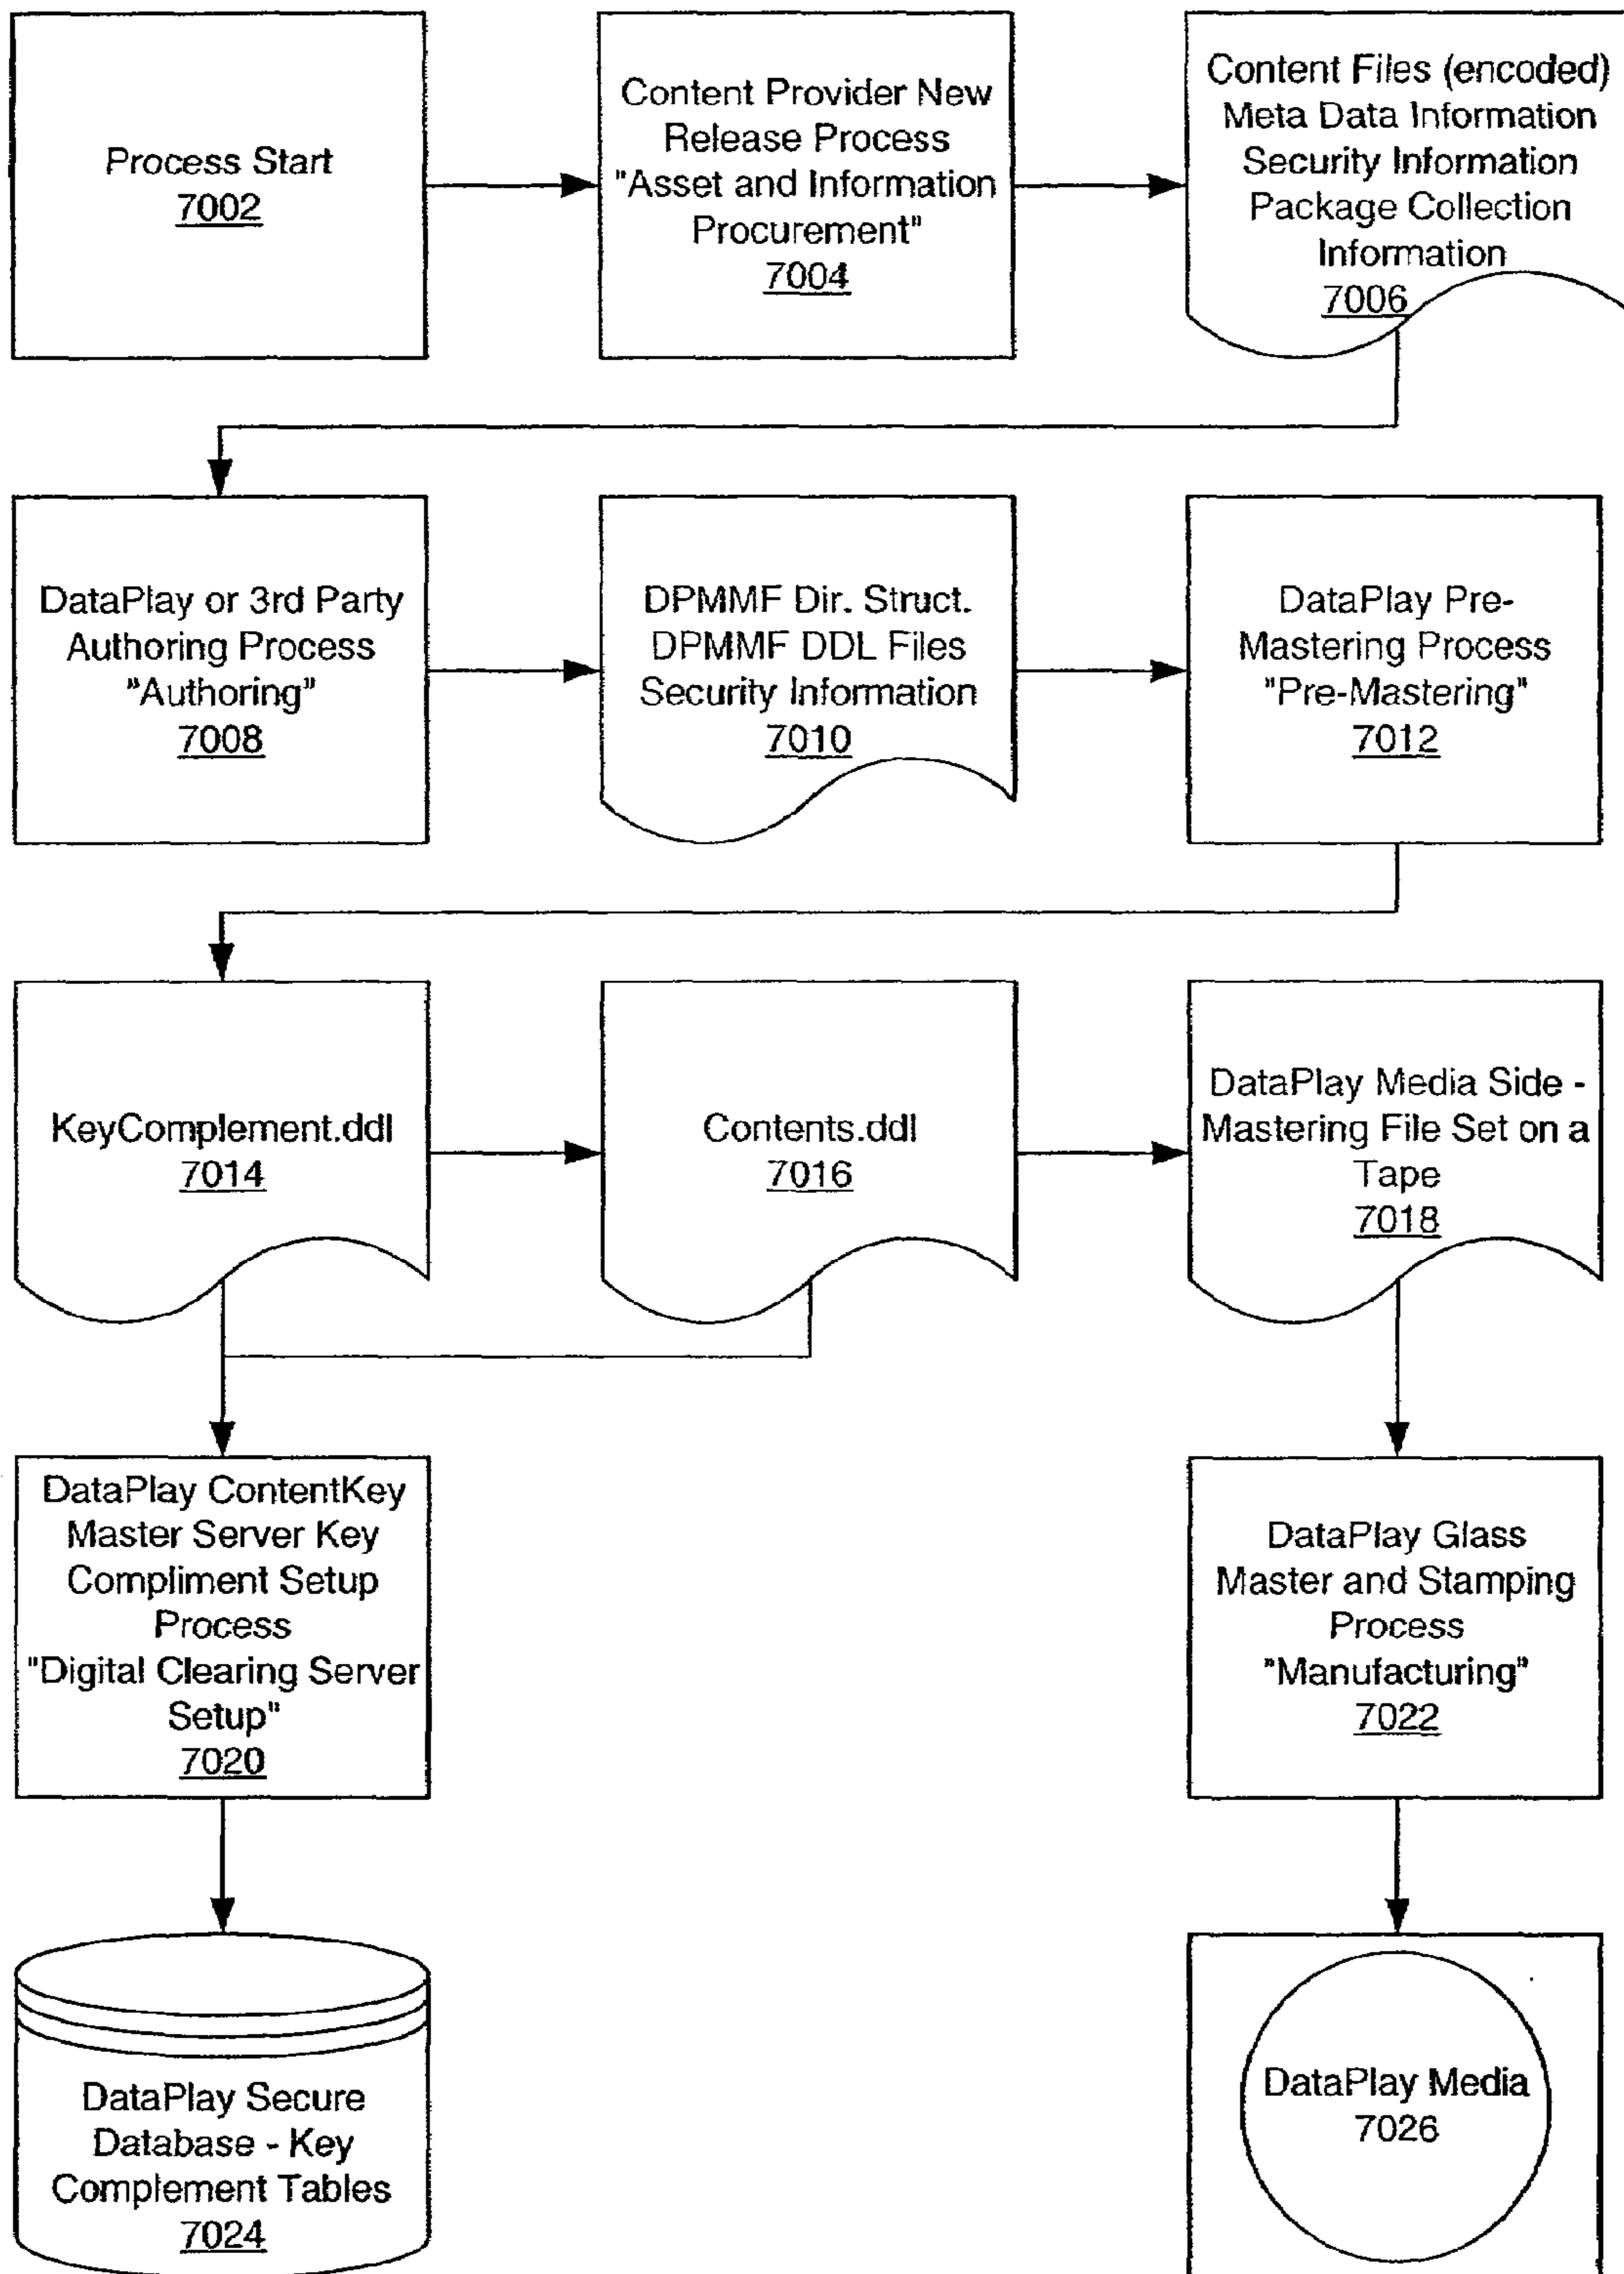 Process Start
7002
Content Provider New
Release Process
"Asset and Information
Procurement"
7004
Content Files (encoded)
Meta Data Information
Security Information
Package Collection
Information
7006
DataPlay or 3rd Party
Authoring Process
"Authoring"
7008
DPMMF Dir. Struct.
DPMMF DDL Files
Security Information
7010
DataPlay Pre-
Mastering Process
"Pre-Mastering"
7012
KeyComplement.ddl
7014
Contents.ddl
7016
DataPlay Media Side -
Mastering File Set on a
Tape
7018
DataPlay ContentKey
Master Server Key
Compliment Setup
Process
"Digital Clearing Server
Setup"
7020
DataPlay Glass
Master and Stamping
Process
"Manufacturing"
7022
DataPlay Secure
Database - Key
Complement Tables
7024
DataPlay Media
7026